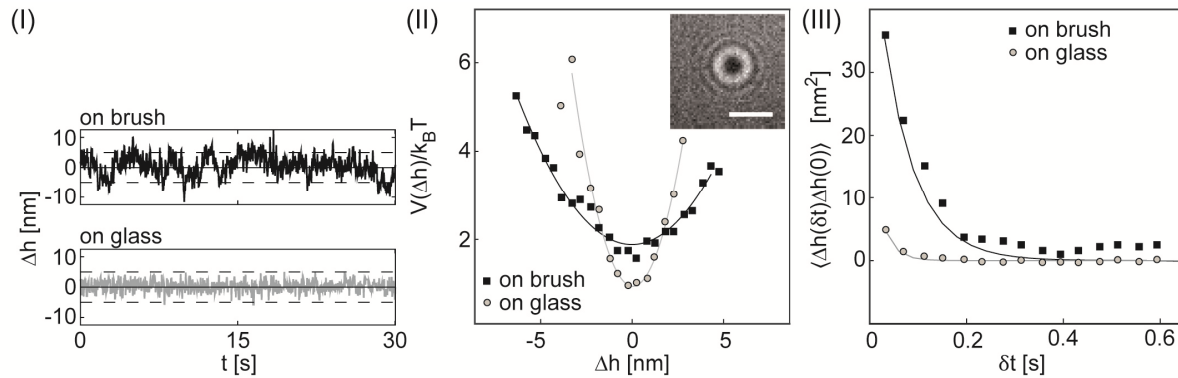 (I)
on brush
10
0
-10
on glass
10
0
-10
Δh [nm]
0
15
30
t [s]
(II)
V(Δh)/k_BT
6
4
2
on brush
on glass
-5
0
5
Δh [nm]
(III)
⟨Δh(δt)Δh(0)⟩ [nm²]
on brush
on glass
30
20
10
0
0
0.2
0.4
0.6
δt [s]